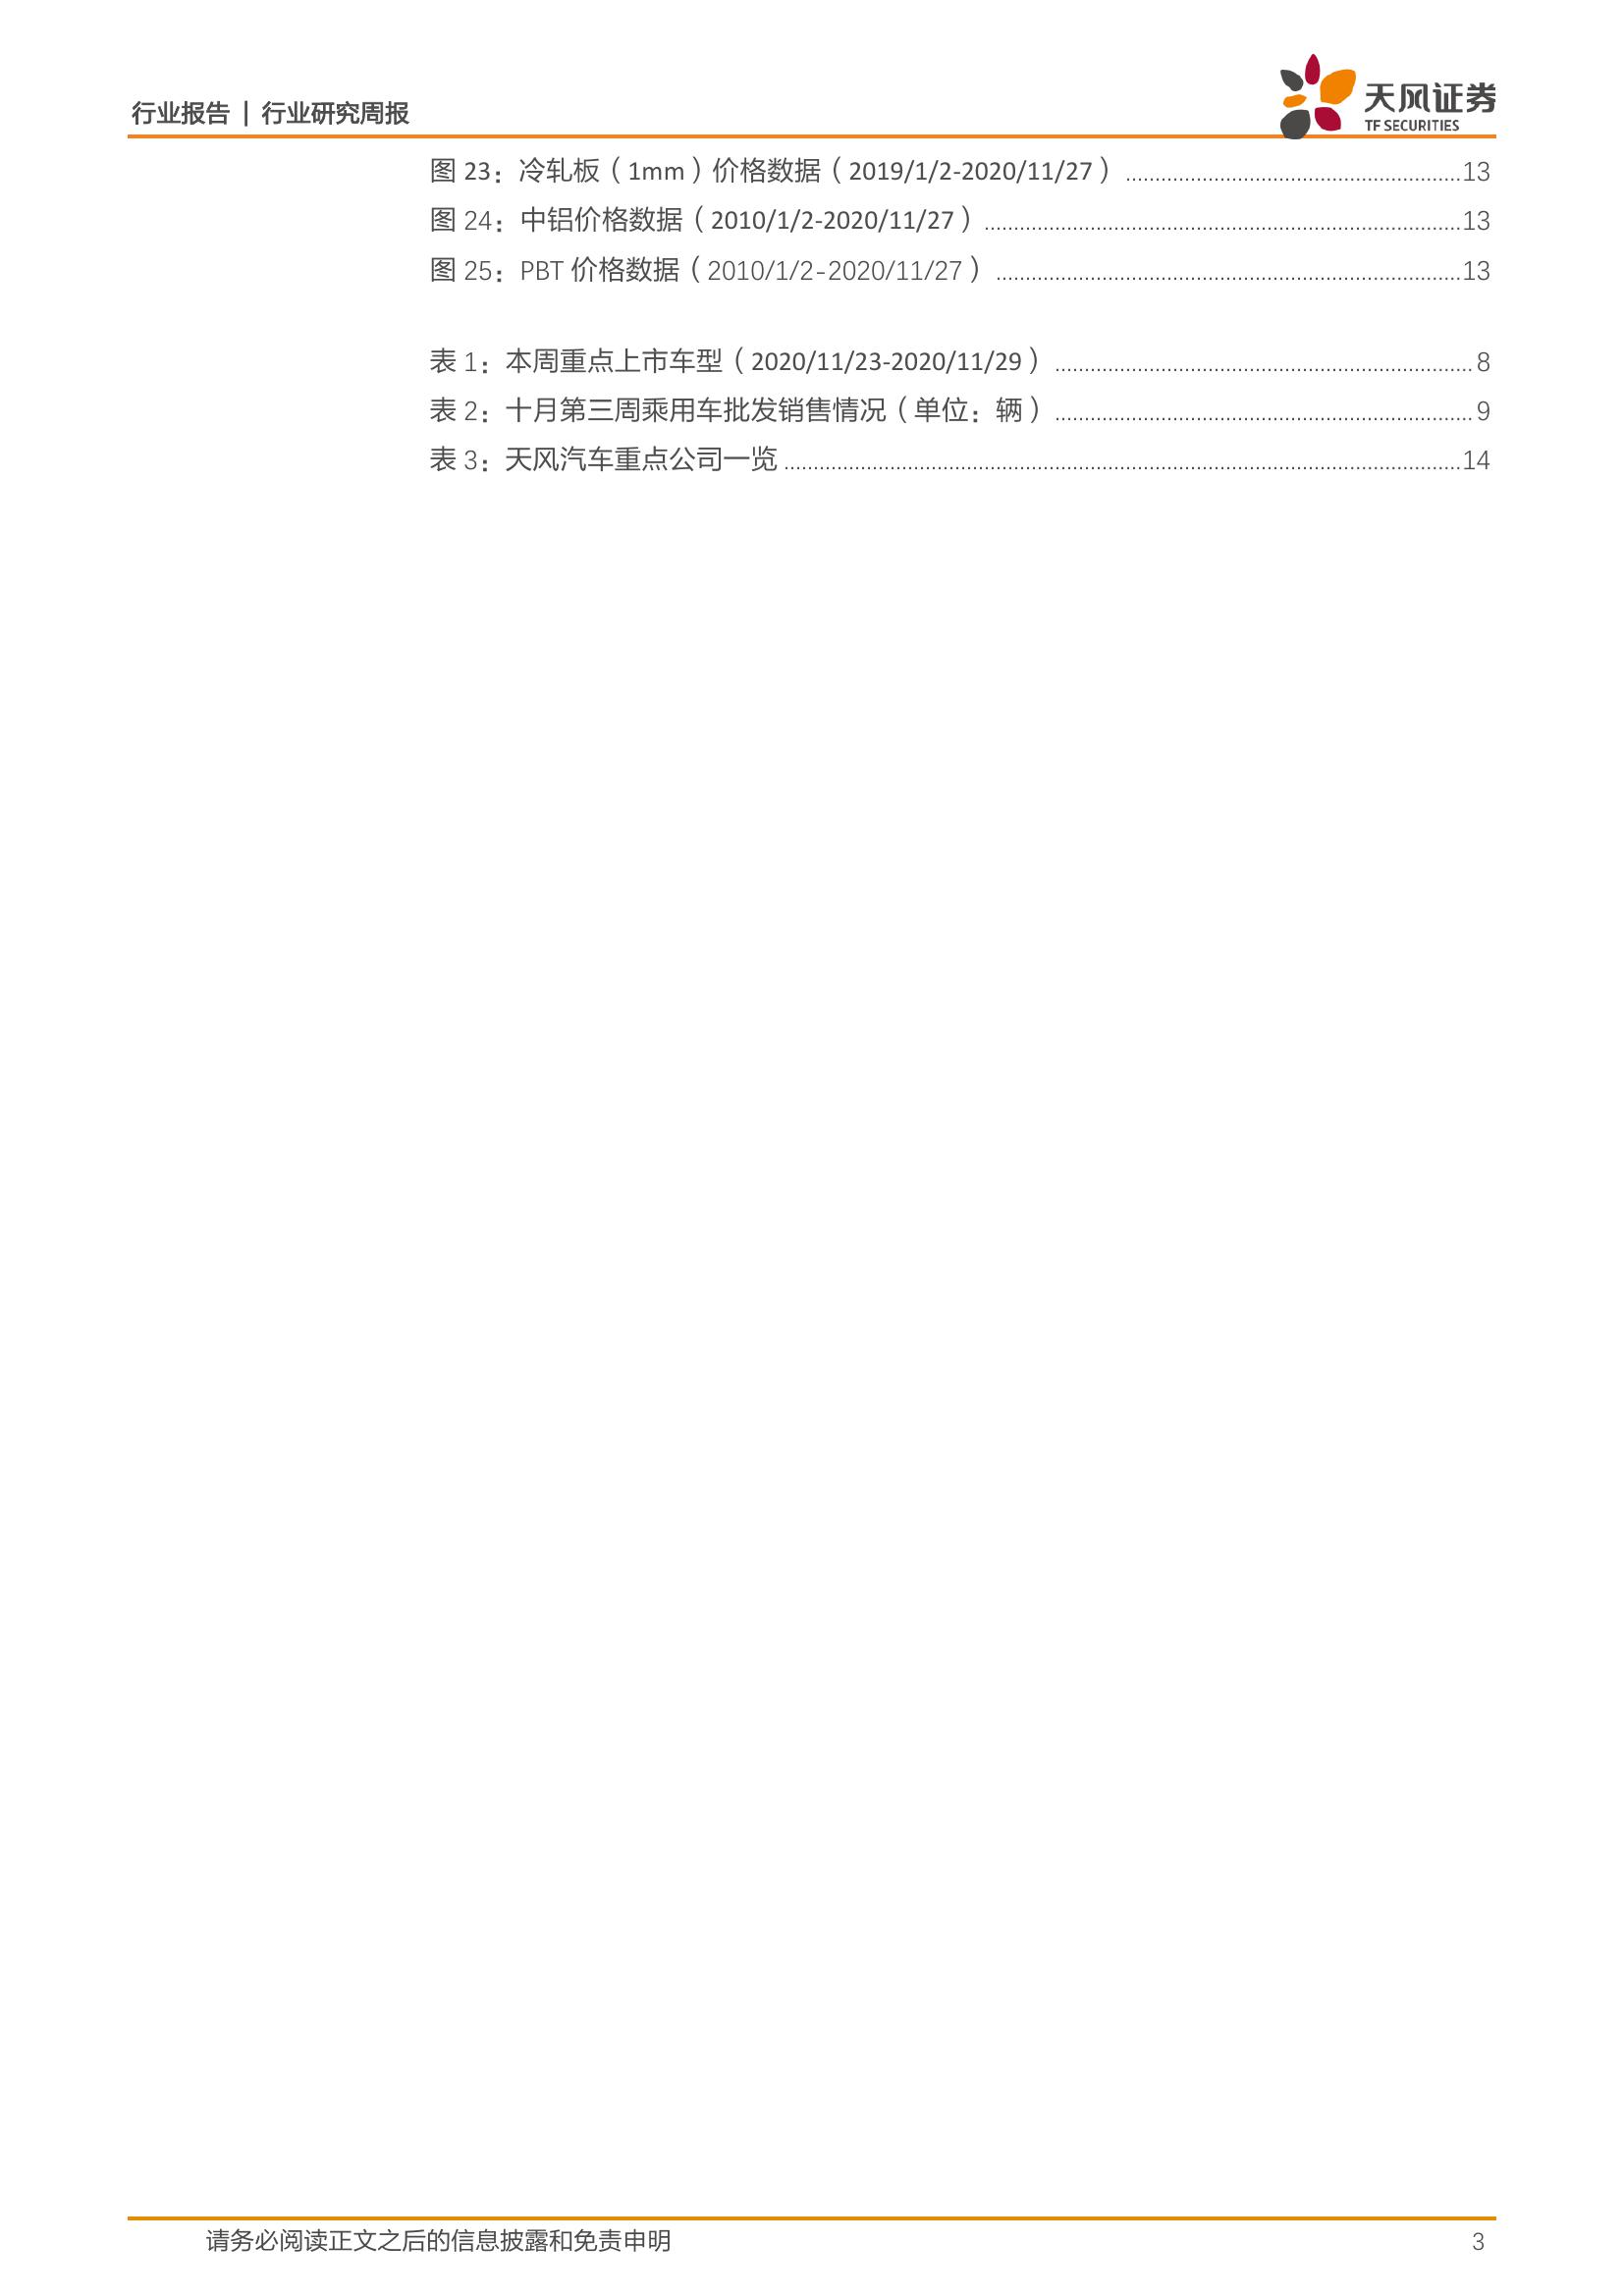 行业报告 | 行业研究周报
天风证券
TF SECURITIES
图 23：冷轧板（1mm）价格数据（2019/1/2-2020/11/27）..........13
图 24：中铝价格数据（2010/1/2-2020/11/27）..........13
图 25：PBT 价格数据（2010/1/2-2020/11/27）..........13
表 1：本周重点上市车型（2020/11/23-2020/11/29）..........8
表 2：十月第三周乘用车批发销售情况（单位：辆）..........9
表 3：天风汽车重点公司一览..........14
请务必阅读正文之后的信息披露和免责申明
3